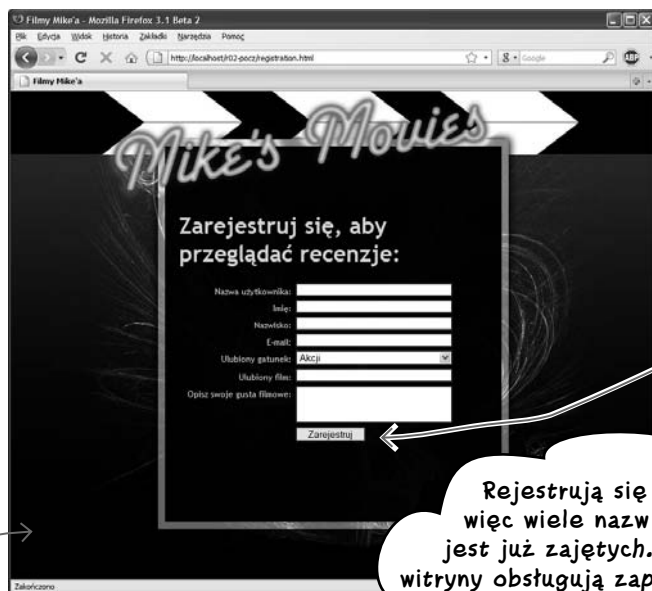 Filmy Mike'a - Mozilla Firefox 3.1 Beta 2
Plik Edycja Widok Historia Zakładki Narzędzia Pomoc
http://localhost/r02-pocz/registration.html
Google
ABP
Filmy Mike'a
Mike's Movies
Zarejestruj się, aby
przeglądać recenzje:
Nazwa użytkownika:
Imię:
Nazwisko:
E-mail:
Ulubiony gatunek: Akcji
Ulubiony film:
Opisz swoje gusta filmowe:
Zarejestruj
Rejestrują się
więc wiele nazw
jest już zajętych.
witryny obsługują zap
Zakończono